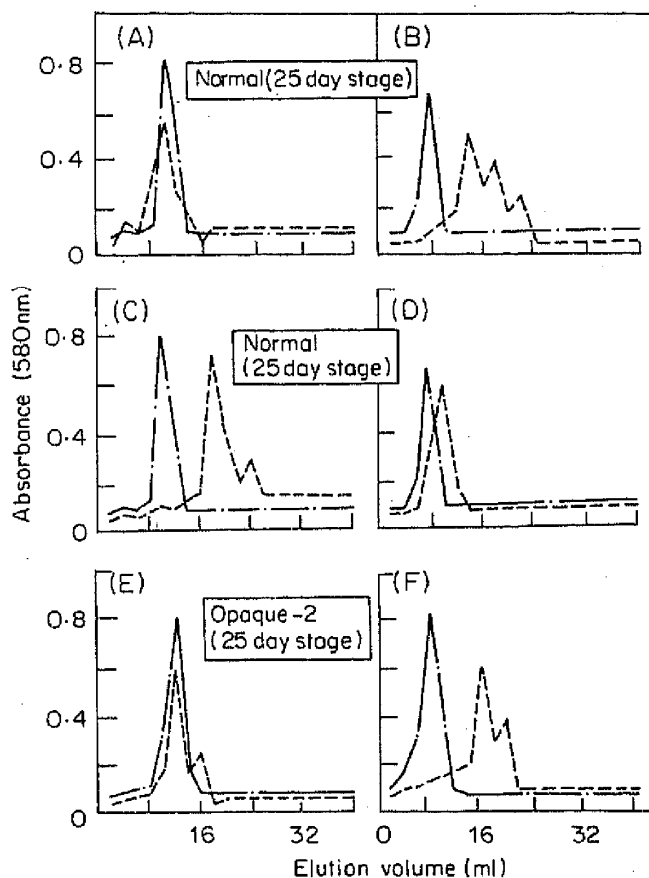 (A)
(B)
Normal (25 day stage)
0·8
0·4
0
(C)
(D)
Normal
(25 day stage)
0·8
0·4
0
(E)
(F)
Opaque-2
(25 day stage)
0·8
0·4
0
Absorbance (580nm)
0 16 32
0 16 32
Elution volume (ml)